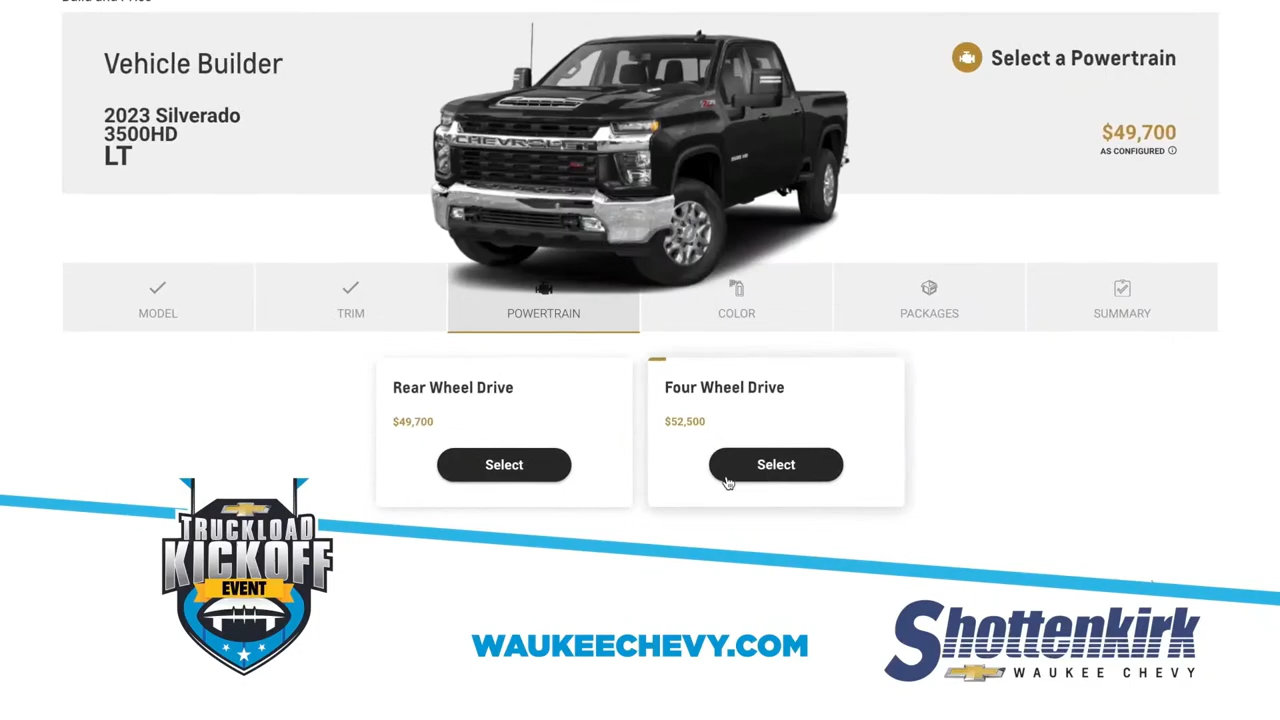 Vehicle Builder
2023 Silverado
3500HD
LT
CHEVROLET
Select a Powertrain
$49,700
AS CONFIGURED
MODEL
TRIM
POWERTRAIN
COLOR
PACKAGES
SUMMARY
Rear Wheel Drive
$49,700
Select
Four Wheel Drive
$52,500
Select
TRUCKLOAD
KICKOFF
EVENT
WAUKEECHEVY.COM
Shottenkirk
WAUKEE CHEVY